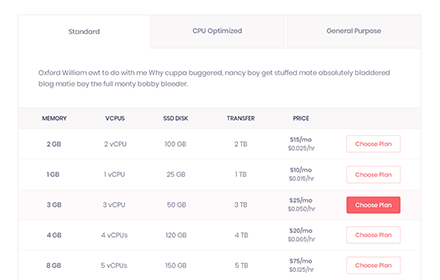 Standard CPU Optimized General Purpose
Oxford William owt to do with me Why cuppa buggered, nancy boy get stuffed mate absolutely bladdered
blog matie boy the full monty bobby bleeder.
MEMORY VCPUS SSD DISK TRANSFER PRICE
2 GB 2 vCPU 100 GB 2 TB $15/mo Choose Plan
$0.025/hr
1 GB 1 vCPU 25 GB 1 TB $10/mo Choose Plan
$0.015/hr
3 GB 3 vCPU 50 GB 3 TB $25/mo Choose Plan
$0.050/hr
4 GB 4 vCPUs 120 GB 4 TB $20/mo Choose Plan
$0.065/hr
8 GB 5 vCPUs 150 GB 5 TB $75/mo Choose Plan
$0.125/hr